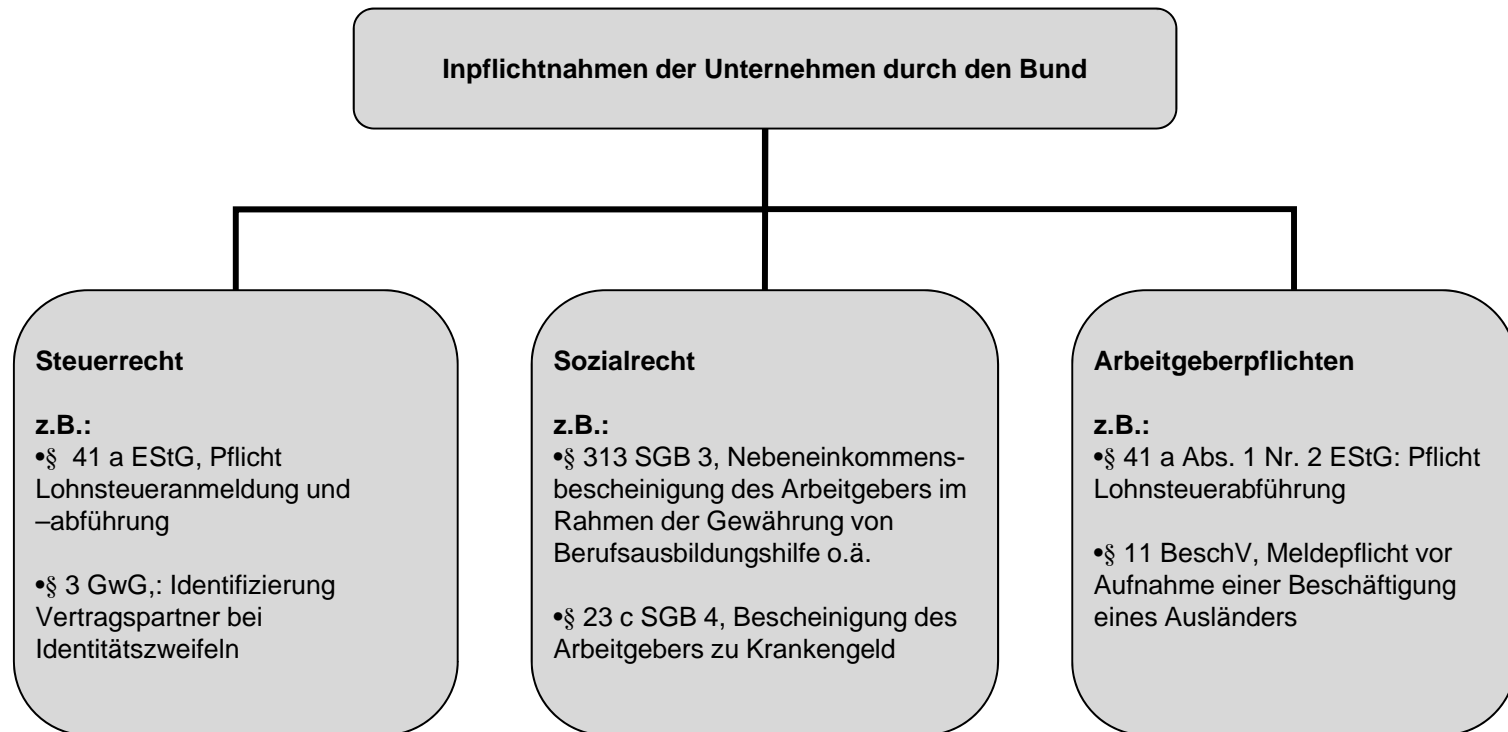 Inpflichtnahmen der Unternehmen durch den Bund
Steuerrecht
z.B.:
•§ 41 a EStG, Pflicht
Lohnsteueranmeldung und
–abführung
•§ 3 GwG,: Identifizierung
Vertragspartner bei
Identitätszweifeln
Sozialrecht
z.B.:
•§ 313 SGB 3, Nebeneinkommens-
bescheinigung des Arbeitgebers im
Rahmen der Gewährung von
Berufsausbildungshilfe o.ä.
•§ 23 c SGB 4, Bescheinigung des
Arbeitgebers zu Krankengeld
Arbeitgeberpflichten
z.B.:
•§ 41 a Abs. 1 Nr. 2 EStG: Pflicht
Lohnsteuerabführung
•§ 11 BeschV, Meldepflicht vor
Aufnahme einer Beschäftigung
eines Ausländers